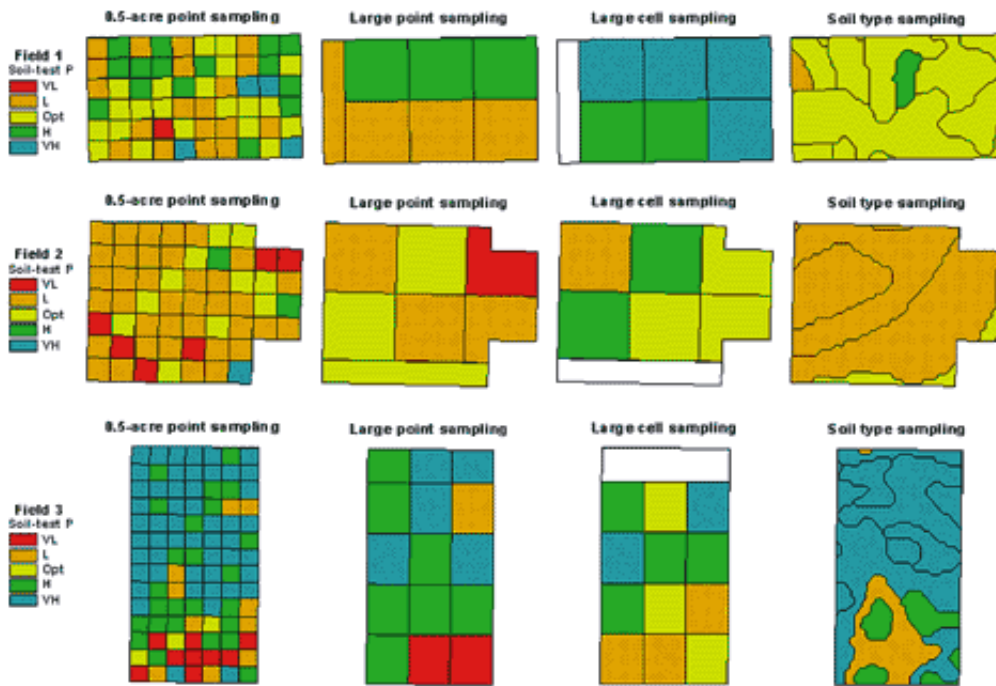 0.5-acre point sampling
Large point sampling
Large cell sampling
Soil type sampling
Field 1
Soil-test P
VL
L
Opt
H
VH
0.5-acre point sampling
Large point sampling
Large cell sampling
Soil type sampling
Field 2
Soil-test P
VL
L
Opt
H
VH
0.5-acre point sampling
Large point sampling
Large cell sampling
Soil type sampling
Field 3
Soil-test P
VL
L
Opt
H
VH